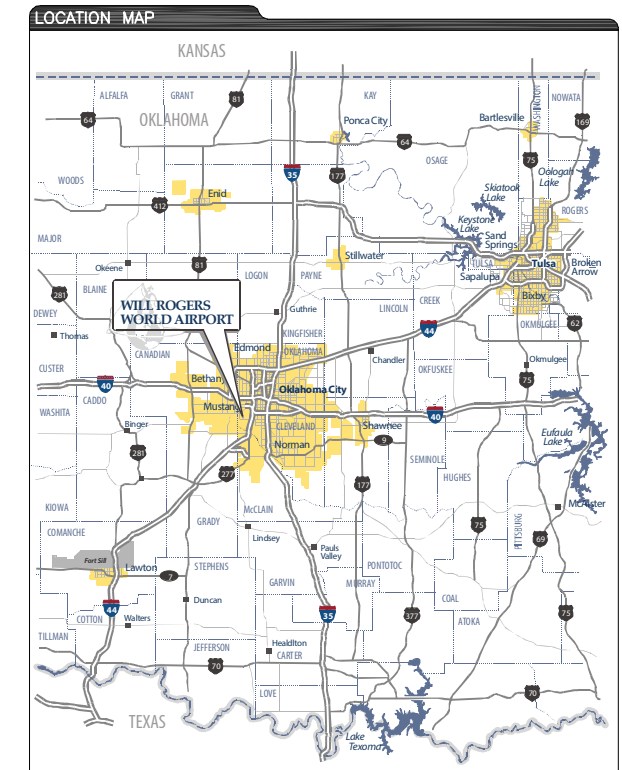 LOCATION MAP
KANSAS
ALFALFA
GRANT
81
KAY
WASHINGTON
NOWATA
64
OKLAHOMA
Ponca City
Bartlesville
169
64
OSAGE
75
35
177
Oologah
Lake
WOODS
Enid
Skiatook
Lake
412
ROGERS
Keystone
Lake
Sand
Springs
MAJOR
Stillwater
TULSA
Tulsa
Broken
Arrow
Okeene
81
LOGON
PAYNE
Sapalupa
BLAINE
281
CREEK
Bixby
WILL ROGERS
WORLD AIRPORT
Guthrie
LINCOLN
DEWEY
44
OKMBLGEE
62
Thomas
KINGFISHER
Edmond
OKLAHOMA
CANADIAN
Chandler
Okmulgee
CUSTER
OKFUSKEE
Bethan
75
40
Oklahoma City
CADDO
Mustang
WASHITA
40
Binger
CLEVELAND
Shawnee
9
Eufaula
Lake
Norman
281
SEMINOLE
277
HUGHES
177
KIOWA
McCLAIN
McAlster
GRADY
75
PITTSBURG
COMANCHE
Lindsey
69
Pauls
Valley
Fort Sill
Lawton
STEPHENS
PONTOTOC
7
GARVIN
MURRAY
Duncan
COAL
44
35
377
75
COTTON
Walters
ATOKA
TILLMAN
Healdlton
JEFFERSON
CARTER
70
LOVE
70
TEXAS
Lake
Texoma